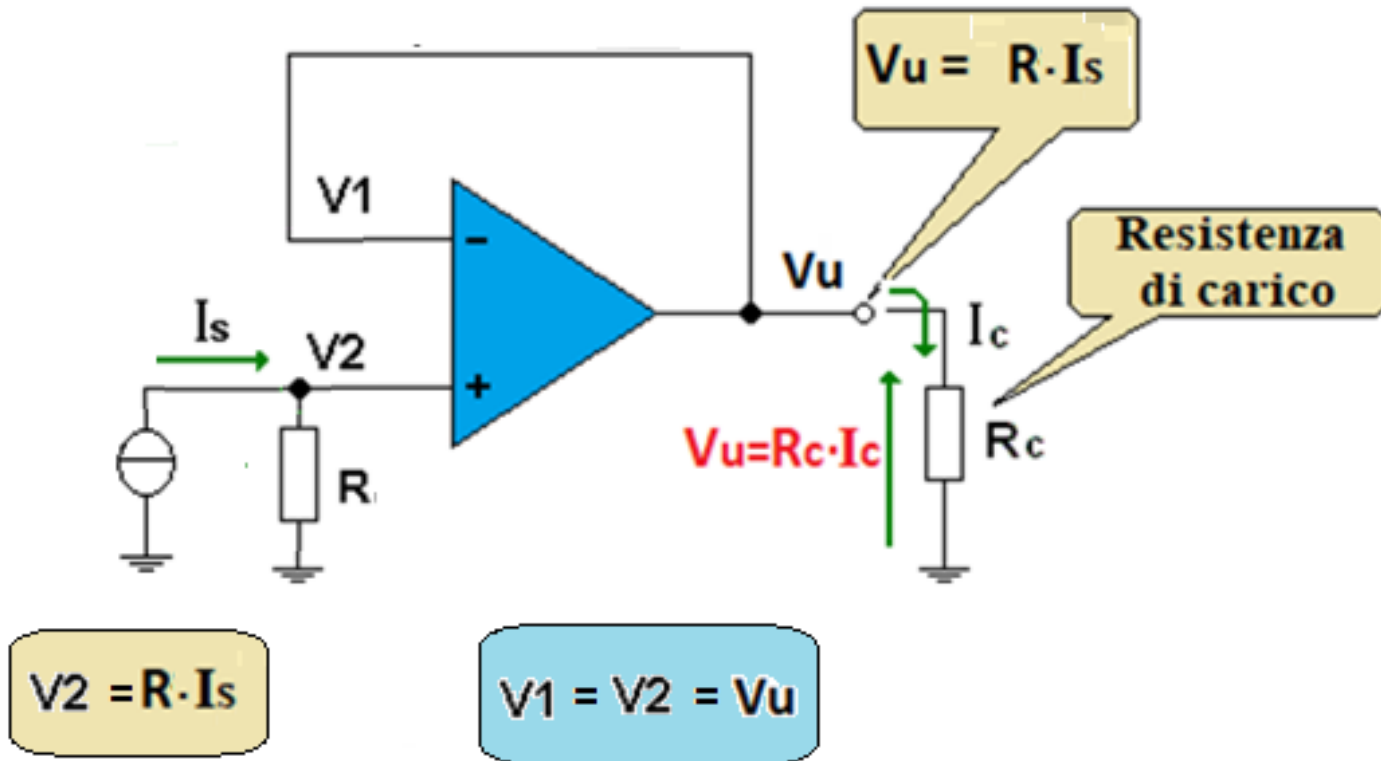 Vu = R·Is
V1
-
Vu
Resistenza
di carico
Is
V2
Ic
+
Vu=Rc·Ic
Rc
R
V2 = R·Is
V1 = V2 = Vu